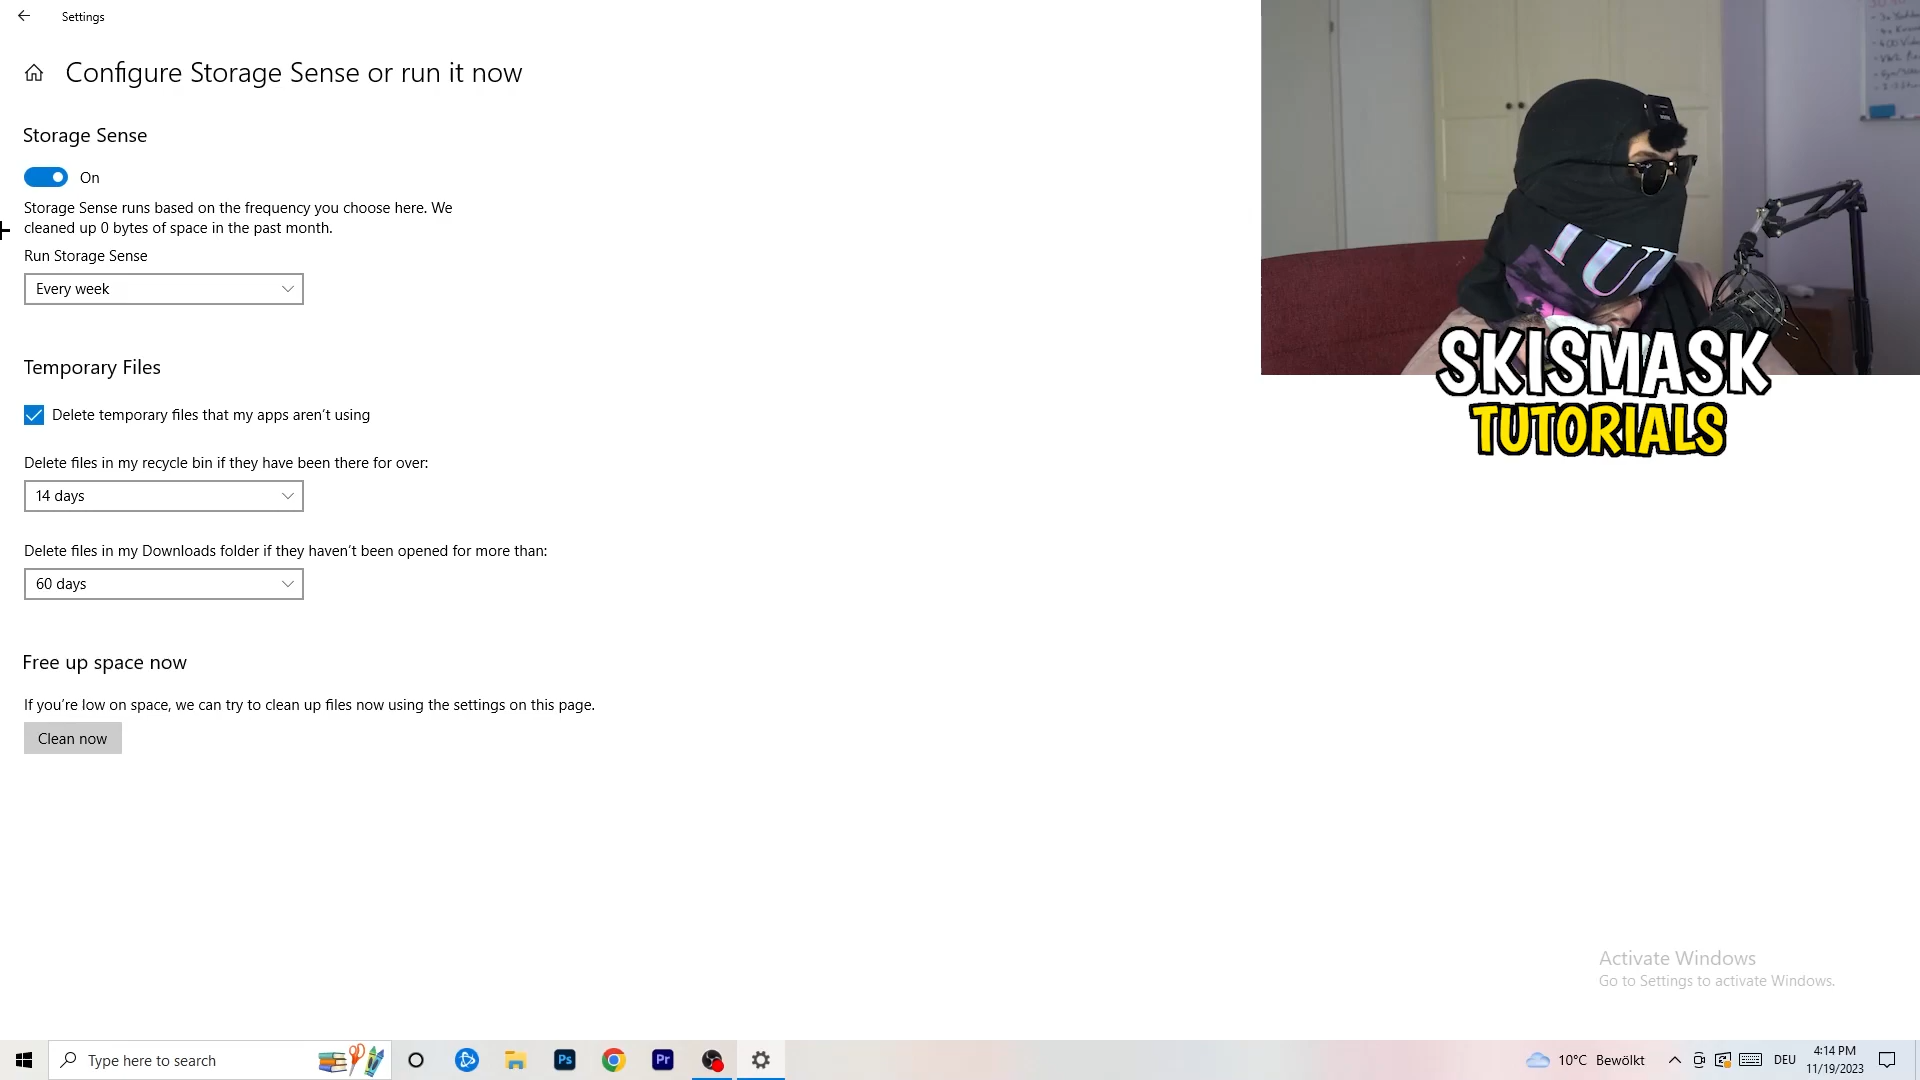 Settings
Configure Storage Sense or run it now
Storage Sense
On
Storage Sense runs based on the frequency you choose here. We
cleaned up 0 bytes of space in the past month.
Run Storage Sense
Every week
Temporary Files
Delete temporary files that my apps aren't using
Delete files in my recycle bin if they have been there for over:
14 days
Delete files in my Downloads folder if they haven't been opened for more than:
60 days
Free up space now
If you're low on space, we can try to clean up files now using the settings on this page.
Clean now
SKISMASK
TUTORIALS
Activate Windows
Go to Settings to activate Windows.
Type here to search
Ps
Pr
10°C Bewölkt
DEU
4:14 PM
11/19/2023